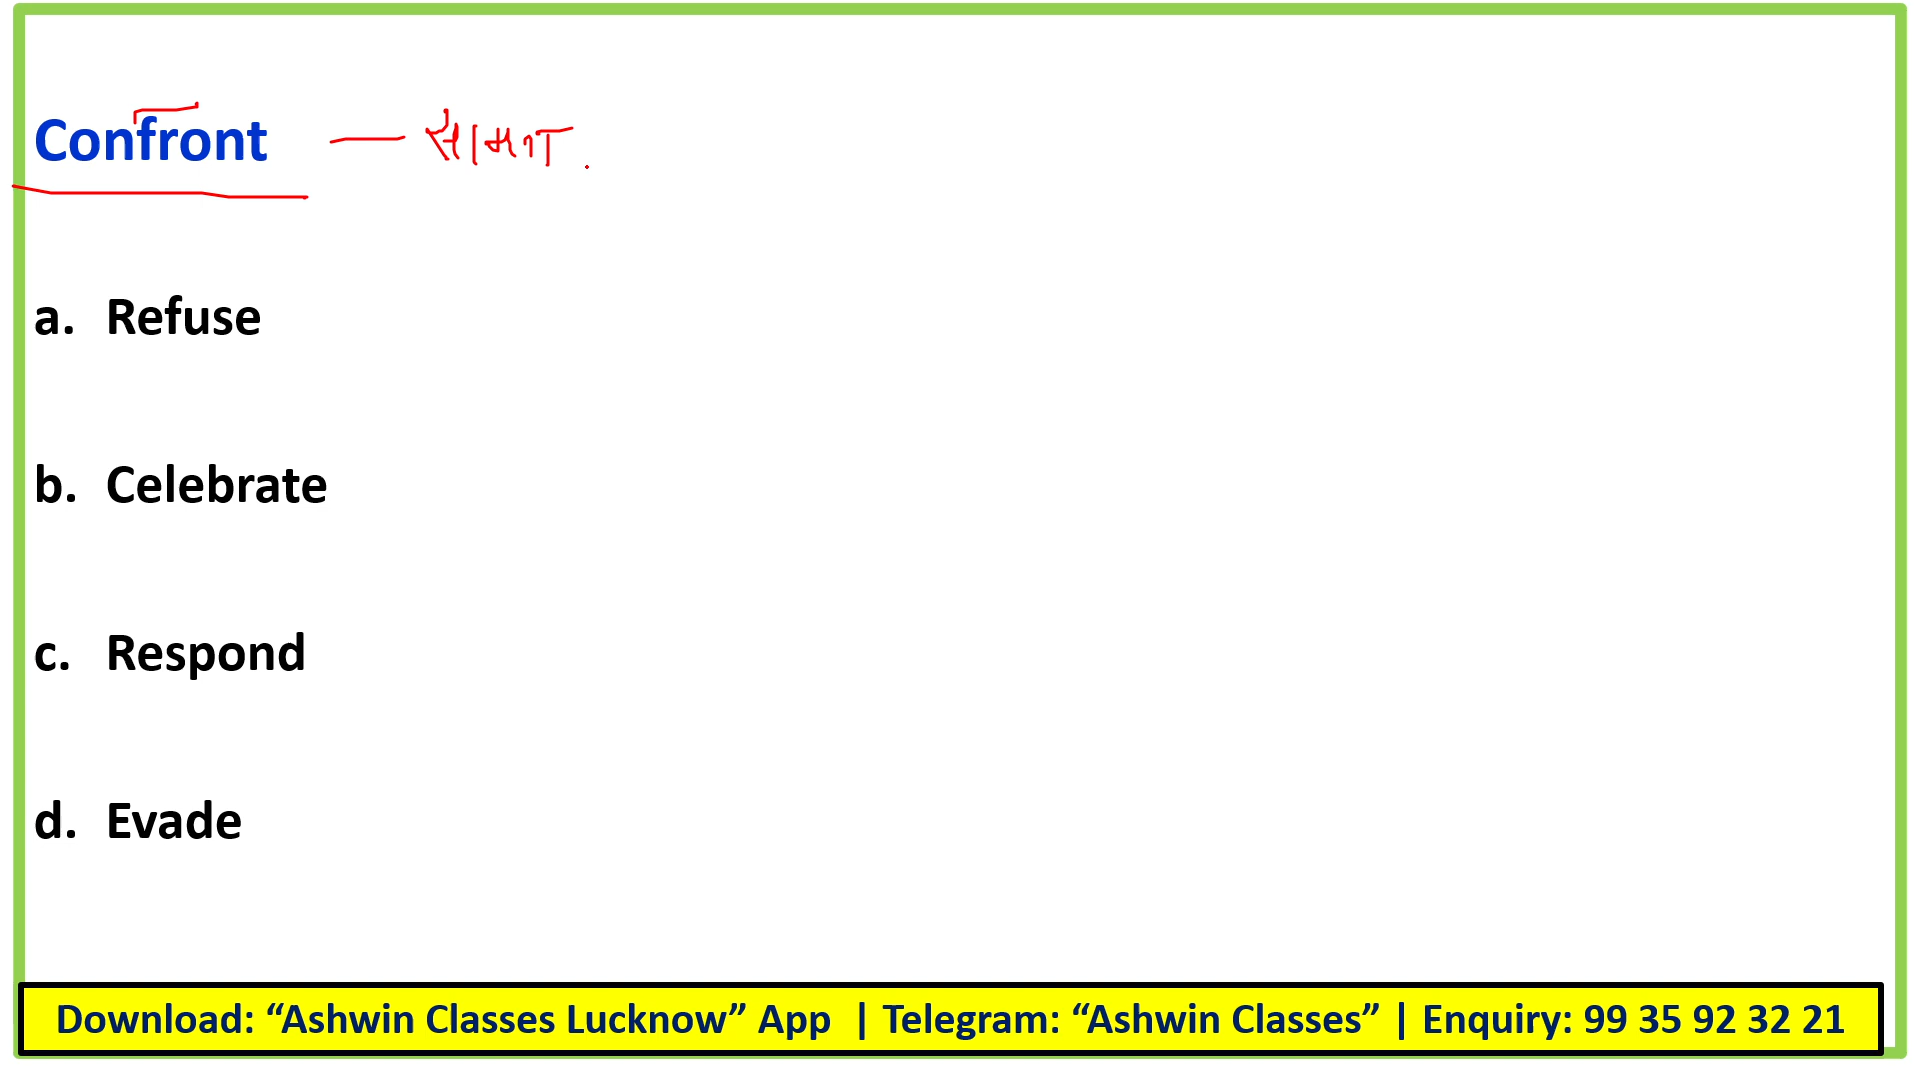 Confront — सामना
a. Refuse
b. Celebrate
c. Respond
d. Evade
Download: “Ashwin Classes Lucknow” App | Telegram: “Ashwin Classes” | Enquiry: 99 35 92 32 21